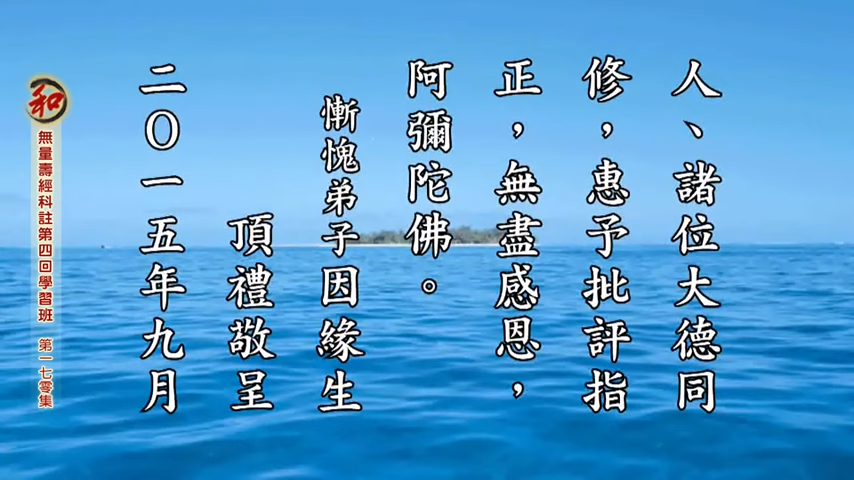 人、諸位大德同
修，惠予批評指
正，無盡感恩，
阿彌陀佛。
慚愧弟子因緣生
頂禮敬呈
二〇一五年九月
和
無量壽經科註第四回學習班 第一七零集